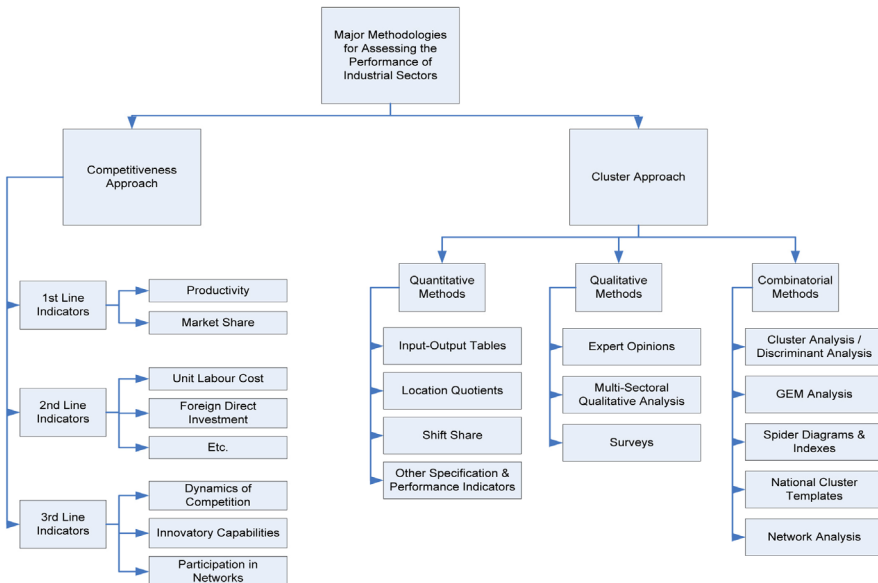 Major Methodologies
for Assessing the
Performance of
Industrial Sectors
Competitiveness
Approach
Cluster Approach
1st Line
Indicators
Productivity
Market Share
2nd Line
Indicators
Unit Labour Cost
Foreign Direct
Investment
Etc.
3rd Line
Indicators
Dynamics of
Competition
Innovatory Capabilities
Participation in
Networks
Quantitative
Methods
Input-Output Tables
Location Quotients
Shift Share
Other Specification &
Performance Indicators
Qualitative
Methods
Expert Opinions
Multi-Sectoral
Qualitative Analysis
Surveys
Combinatorial
Methods
Cluster Analysis /
Discriminant Analysis
GEM Analysis
Spider Diagrams &
Indexes
National Cluster
Templates
Network Analysis